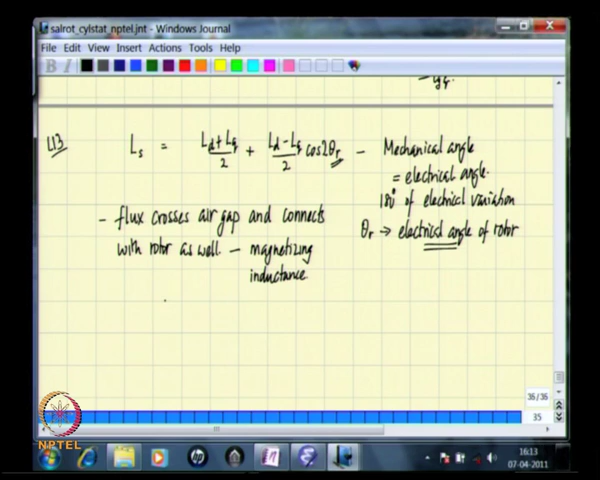 salrot_cylstat_nptel.jnt - Windows Journal
File Edit View Insert Actions Tools Help
B I
L13
Ls = Ld+Lq/2 + Ld-Lq/2 cos2θr - Mechanical angle
= electrical angle.
180° of electrical variation
θr → electrical angle of rotor
- flux crosses air gap and connects
with rotor as well - magnetizing
inductance
36/36
35
NPTEL
hp
16:13
07-04-2011